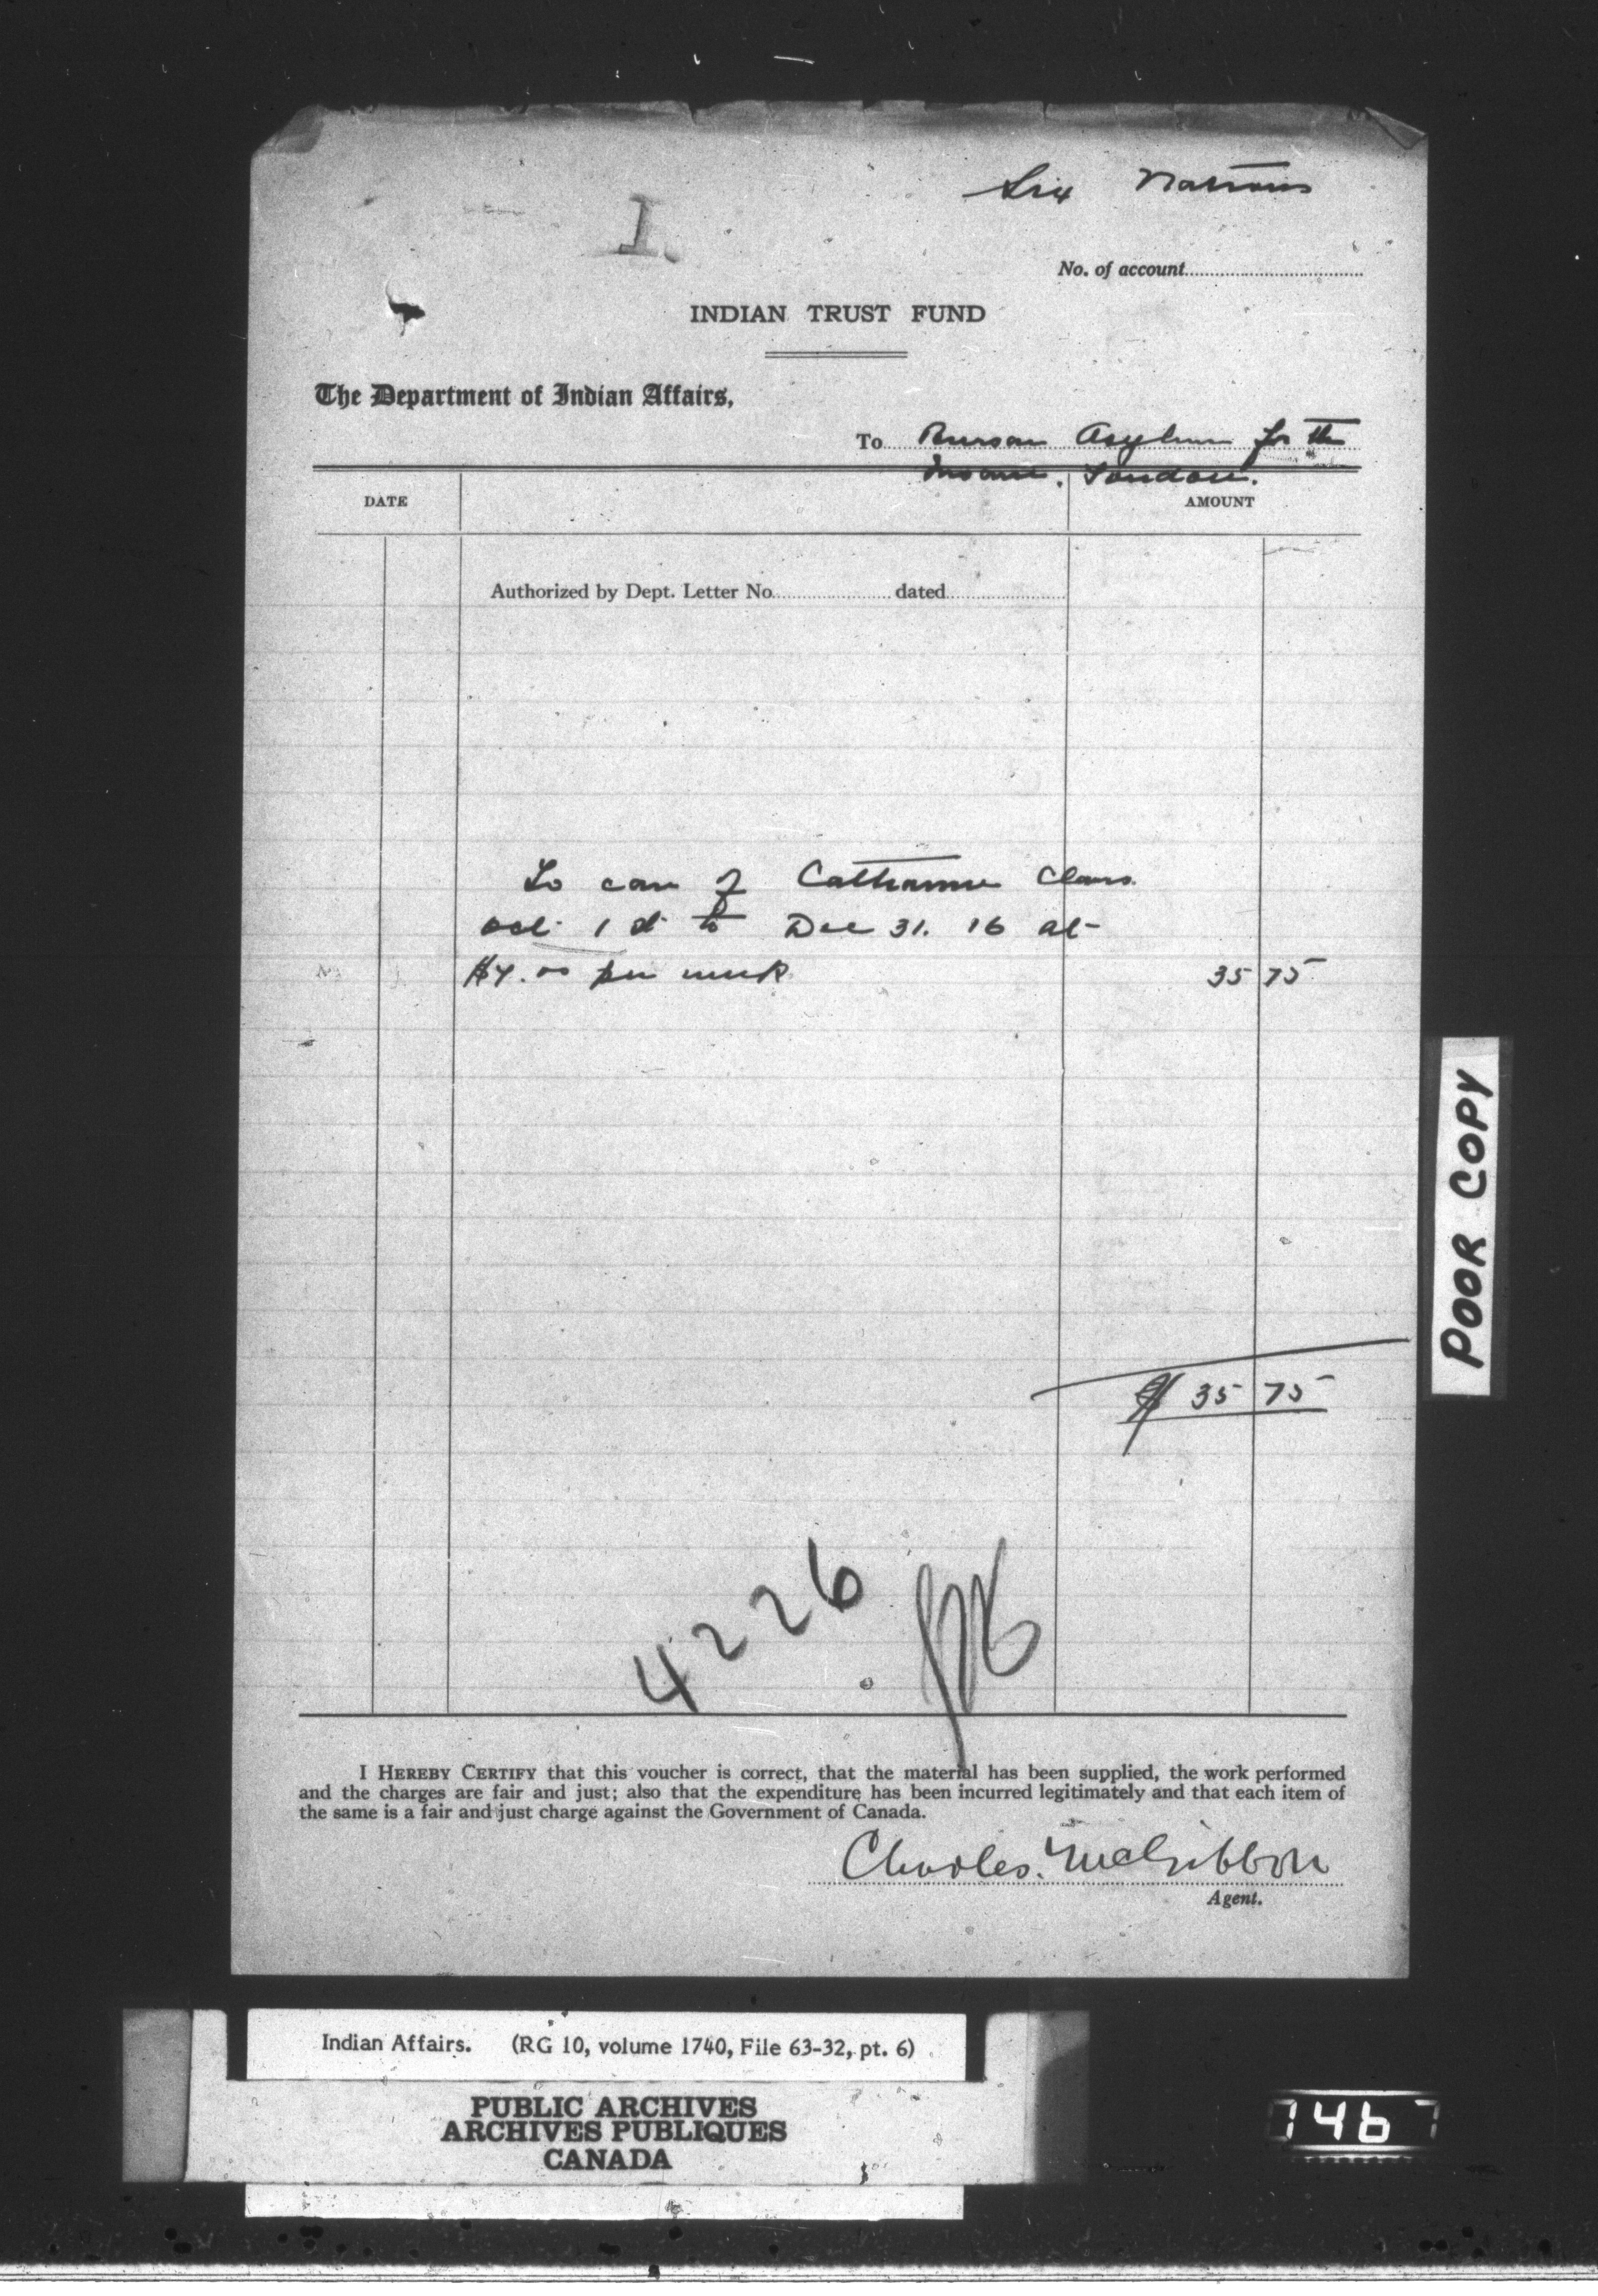 Six Nations
1.
No. of account
INDIAN TRUST FUND
The Department of Indian Affairs,
To Bursar Asylum for the
Insane, London.
DATE
AMOUNT
Authorized by Dept. Letter No. dated
To care of Catharine Claus
Oct 1st to Dec 31. 16 at
per week 35 75
$ 35 75
4226
I HEREBY CERTIFY that this voucher is correct, that the material has been supplied, the work performed
and the charges are fair and just; also that the expenditure has been incurred legitimately and that each item of
the same is a fair and just charge against the Government of Canada.
Charles McGibbon
Agent.
POOR COPY
Indian Affairs. (RG 10, volume 1740, File 63-32, pt. 6)
PUBLIC ARCHIVES
ARCHIVES PUBLIQUES
CANADA
7467